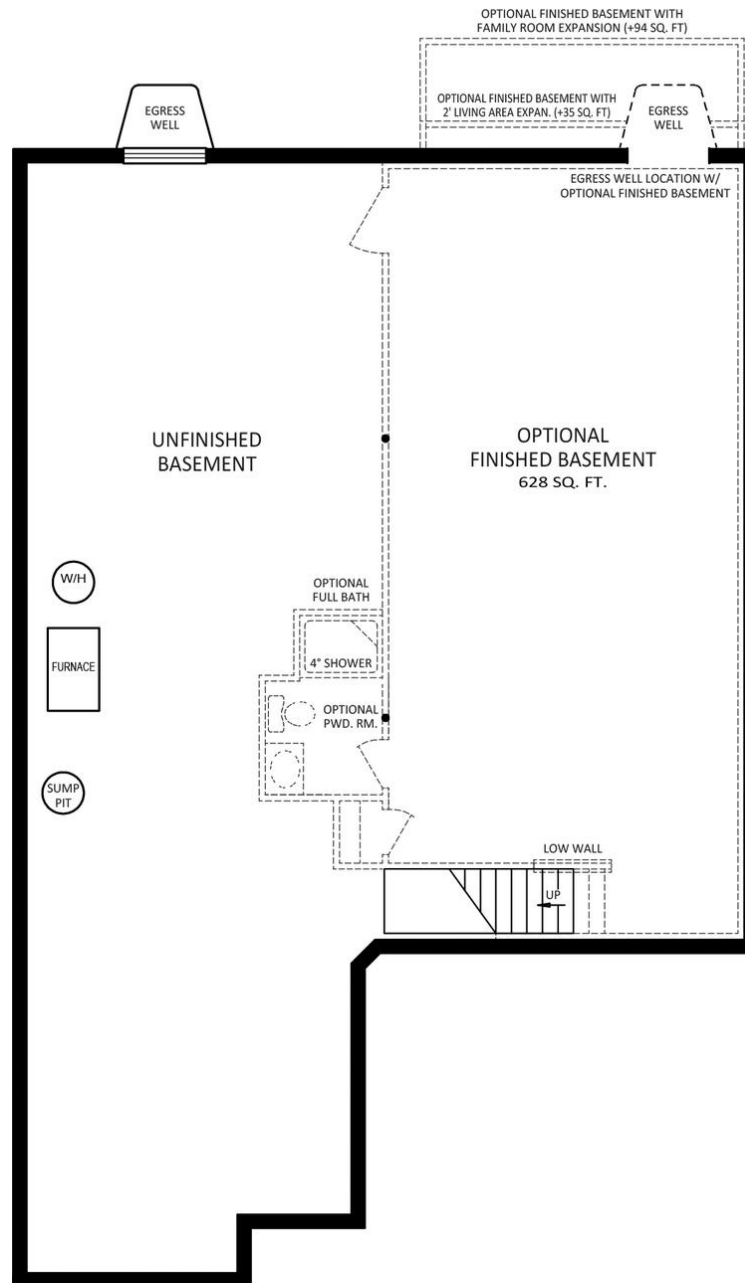 OPTIONAL FINISHED BASEMENT WITH
FAMILY ROOM EXPANSION (+94 SQ. FT)
EGRESS
WELL
OPTIONAL FINISHED BASEMENT WITH
2' LIVING AREA EXPAN. (+35 SQ. FT)
EGRESS
WELL
EGRESS WELL LOCATION W/
OPTIONAL FINISHED BASEMENT
UNFINISHED
BASEMENT
OPTIONAL
FINISHED BASEMENT
628 SQ. FT.
W/H
OPTIONAL
FULL BATH
FURNACE
4° SHOWER
OPTIONAL
PWD. RM.
SUMP
PIT
LOW WALL
UP